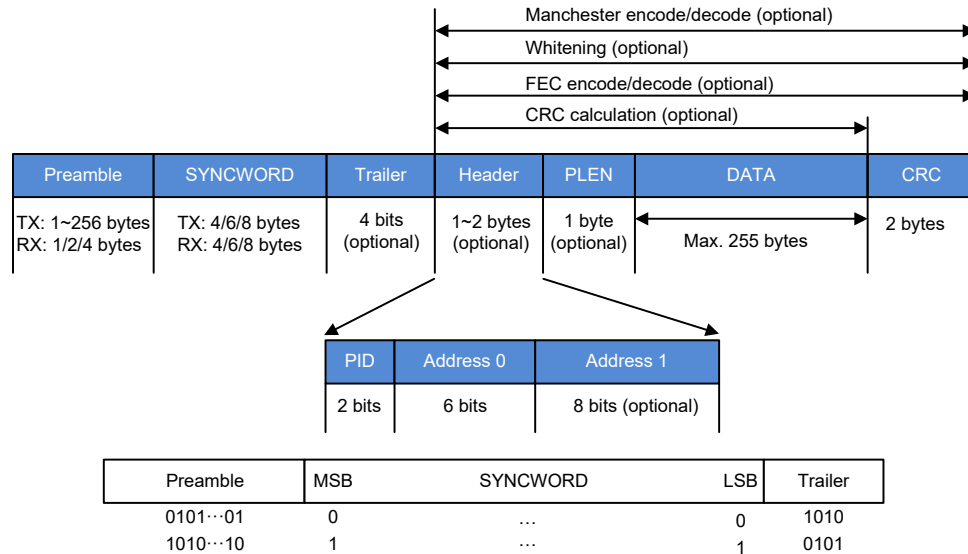 Manchester encode/decode (optional)
Whitening (optional)
FEC encode/decode (optional)
CRC calculation (optional)
Preamble SYNCWORD Trailer Header PLEN DATA CRC
TX: 1~256 bytes TX: 4/6/8 bytes 4 bits 1~2 bytes 1 byte Max. 255 bytes 2 bytes
RX: 1/2/4 bytes RX: 4/6/8 bytes (optional) (optional) (optional)
PID Address 0 Address 1
2 bits 6 bits 8 bits (optional)
Preamble MSB SYNCWORD LSB Trailer
0101⋯01 0 ... 0 1010
1010⋯10 1 ... 1 0101